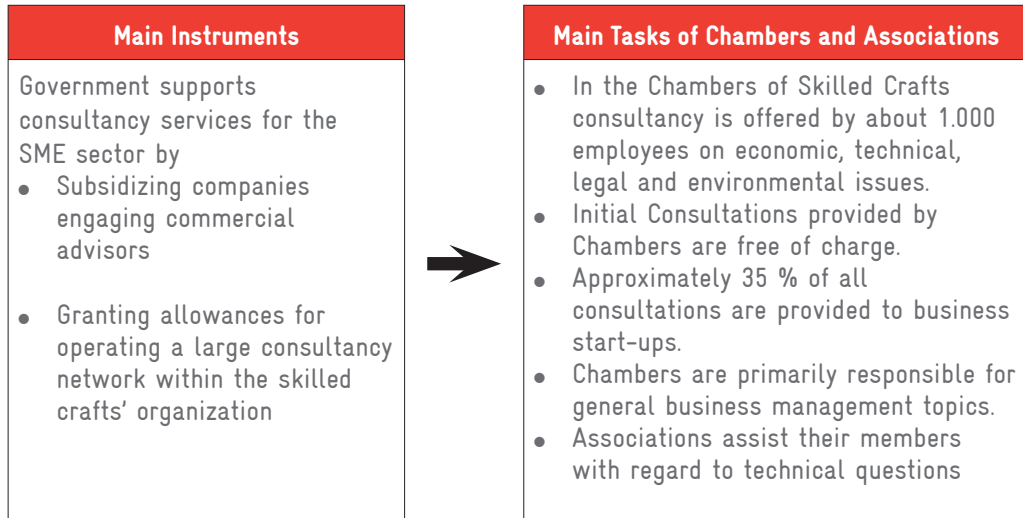 Main Instruments
Government supports
consultancy services for the
SME sector by
● Subsidizing companies
engaging commercial
advisors
● Granting allowances for
operating a large consultancy
network within the skilled
crafts' organization
Main Tasks of Chambers and Associations
● In the Chambers of Skilled Crafts
consultancy is offered by about 1.000
employees on economic, technical,
legal and environmental issues.
● Initial Consultations provided by
Chambers are free of charge.
● Approximately 35 % of all
consultations are provided to business
start-ups.
● Chambers are primarily responsible for
general business management topics.
● Associations assist their members
with regard to technical questions